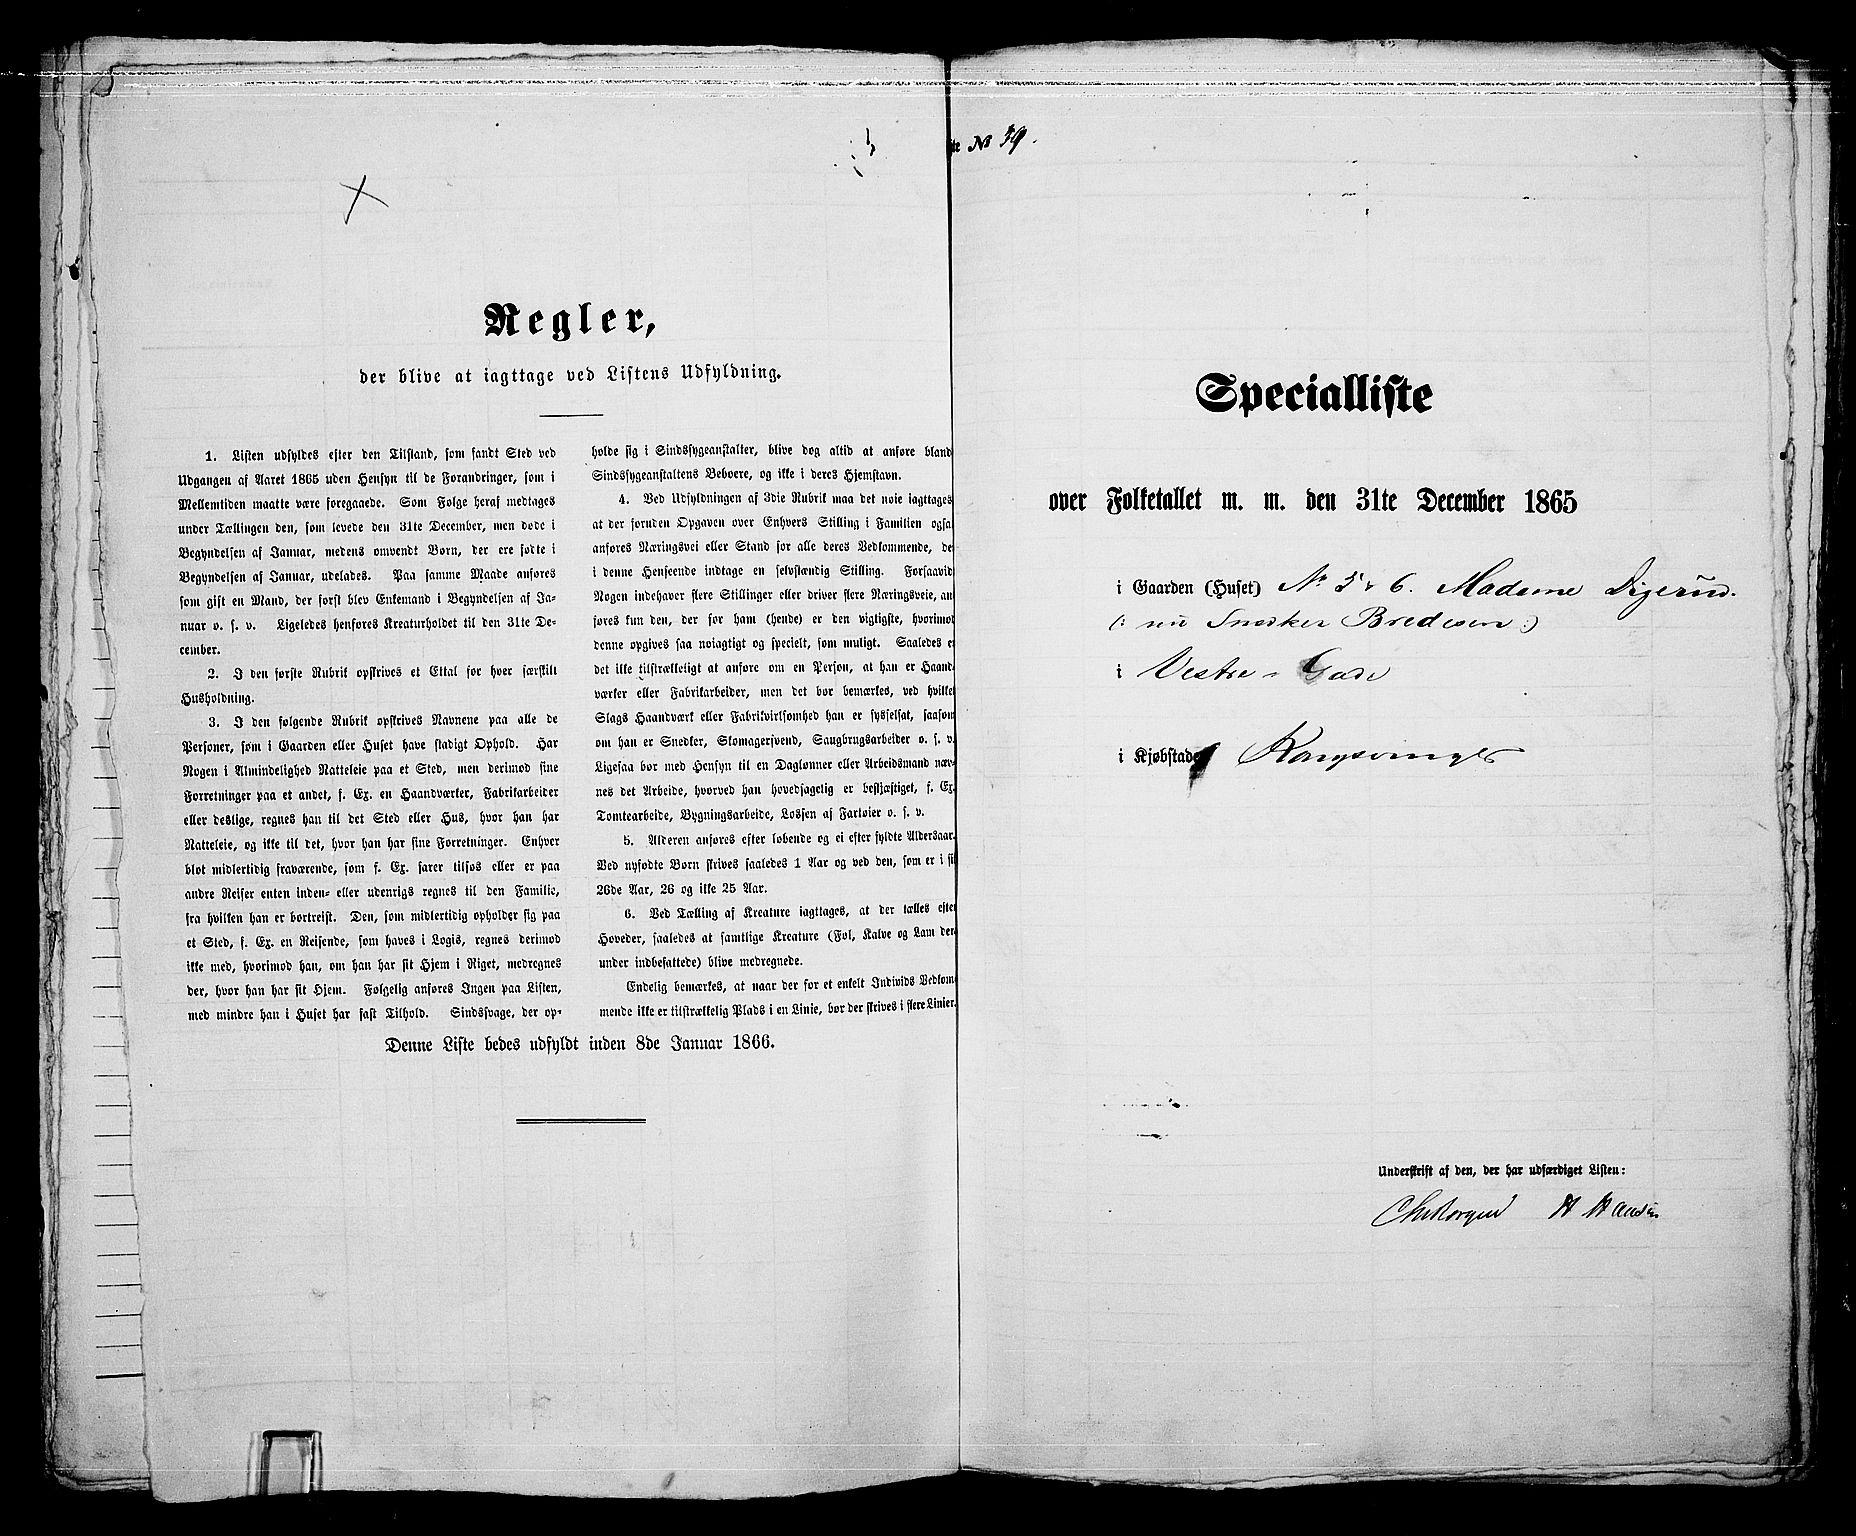 Regler,
der blive at iagttage ved Listens Udfyldning.
1. Listen udfyldes efter den Tilstand, som fandt Sted ved
Udgangen af Aaret 1865 uden Hensyn til de Forandringer, som i
Mellemtiden maatte være foregaaede. Som Følge heraf medtages
under Tællingen den, som levede den 31te December, men døde i
Begyndelsen af Januar, medens omvendt Børn, der ere fødte i
Begyndelsen af Januar, udelades. Paa samme Maade anføres
som gift en Mand, der først blev Enkemand i Begyndelsen af Ja-
nuar o. s. v. Ligeledes henføres Kreaturholdet til den 31te De-
cember.
2. I den første Rubrik opskrives et Ettal for hver særskilt
Husholdning.
3. I den følgende Rubrik opskrives Navnene paa alle de
Personer, som i Gaarden eller Huset have stadigt Ophold. Har
Nogen i Almindelighed Natteleie paa et Sted, men derimod sine
Forretninger paa et andet, f. Ex. en Haandværker, Fabrikarbeider
eller deslige, regnes han til det Sted eller Hus, hvor han har
Natteleie, og ikke til det, hvor han har sine Forretninger. Enhver
blot midlertidig fraværende, som f. Ex. farer tilsøs eller er paa
andre Reiser enten inden- eller udenrigs regnes til den Familie,
fra hvilken han er bortreist. Den, som midlertidig opholder sig paa
et Sted, f. Ex. en Reisende, som haves i Logis, regnes derimod
ikke med, hvorimod han, om han har sit Hjem i Riget, medregnes
der, hvor han har sit Hjem. Følgelig anføres Ingen paa Listen,
med mindre han i Huset har fast Tilhold. Sindssvage, der op-
holde sig i Sindssygeanstalter, blive dog altid at anføre bland
Sindssygeanstaltens Beboere, og ikke i deres Hjemstavn.
4. Ved Udfyldningen af 3die Rubrik maa det nøie iagttages
at der foruden Opgaven over Enhvers Stilling i Familien ogsa
anføres Næringsvei eller Stand for alle deres Vedkommende, de
i denne Henseende indtage en selvstændig Stilling. Forsaavid
Nogen indehaver flere Stillinger eller driver flere Næringsveie, an
føres kun den, der for ham (hende) er den vigtigste, hvorimod
denne opgives saa nøiagtigt og specielt, som muligt. Saaledes e
det ikke tilstrækkeligt at anføre om en Person, at han er Haand-
værker eller Fabrikarbeider, men det bør bemærkes, ved hvilke
Slags Haandværk eller Fabrikvirksomhed han er sysselsat, saasom
om han er Snedker, Skomagersvend, Saugbrugsarbeider o. s. v.
Ligesaa bør med Hensyn til en Daglønner eller Arbeidsmand næv-
nes det Arbeide, hvorved han hovedsagelig er beskjæftiget, f. Ex.
Tomtearbeide, Bygningsarbeide, Lossen af Fartøier o. s. v.
5. Alderen anføres efter løbende og ei efter fyldte Aldersaar.
Ved nyfødte Børn skrives saaledes 1 Aar og ved den, som er i sit
26de Aar, 26 og ikke 25 Aar.
6. Ved Tælling af Kreature iagttages, at der tælles efter
Hoveder, saaledes at samtlige Kreature (Føl, Kalve og Lam der-
under indbefattede) blive medregnede.
Endelig bemærkes, at naar der for et enkelt Individs Vedkom
mende ikke er tilstrækkelig Plads i en Linie, bør der skrives i flere Linier.
Denne Liste bedes udfyldt inden 8de Januar 1866.
te No 39.
Specialliste
over Folketallet m. m. den 31te December 1865
i Gaarden (Huset) No 5 & 6. Madame Digerud.
(: nu Snedker Bredesen :)
i Vestre - Gade
i Kjøbstaden Kongsvinger
Underskrift af den, der har udfærdiget Listen:
H Hansen